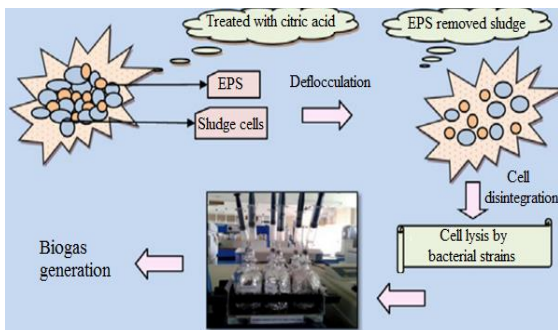 Treated with citric acid
EPS removed sludge
EPS
Deflocculation
Sludge cells
Cell
disintegration
Cell lysis by
bacterial strains
Biogas
generation